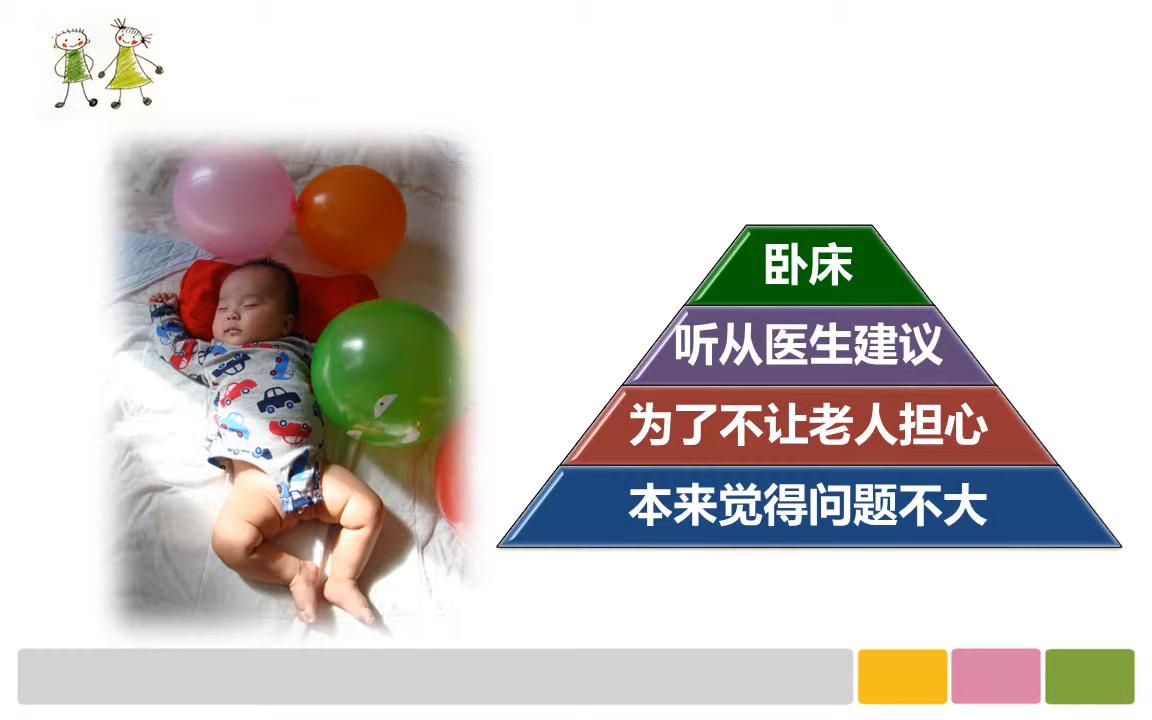 卧床
听从医生建议
为了不让老人担心
本来觉得问题不大